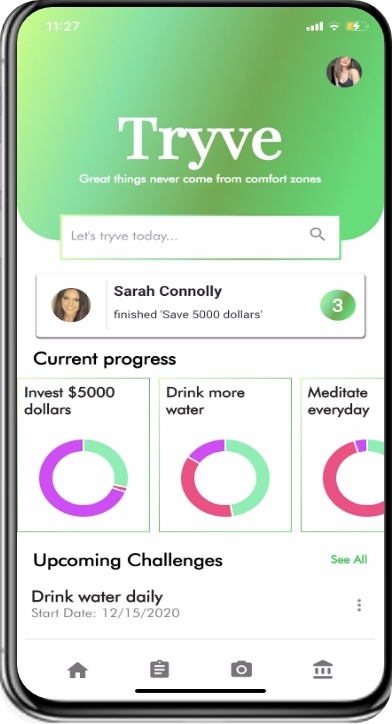 11:27
Tryve
Great things never come from comfort zones
Let's tryve today...
Sarah Connolly
finished 'Save 5000 dollars'
3
Current progress
Invest $5000
dollars
Drink more
water
Meditate
everyday
Upcoming Challenges
See All
Drink water daily
Start Date: 12/15/2020